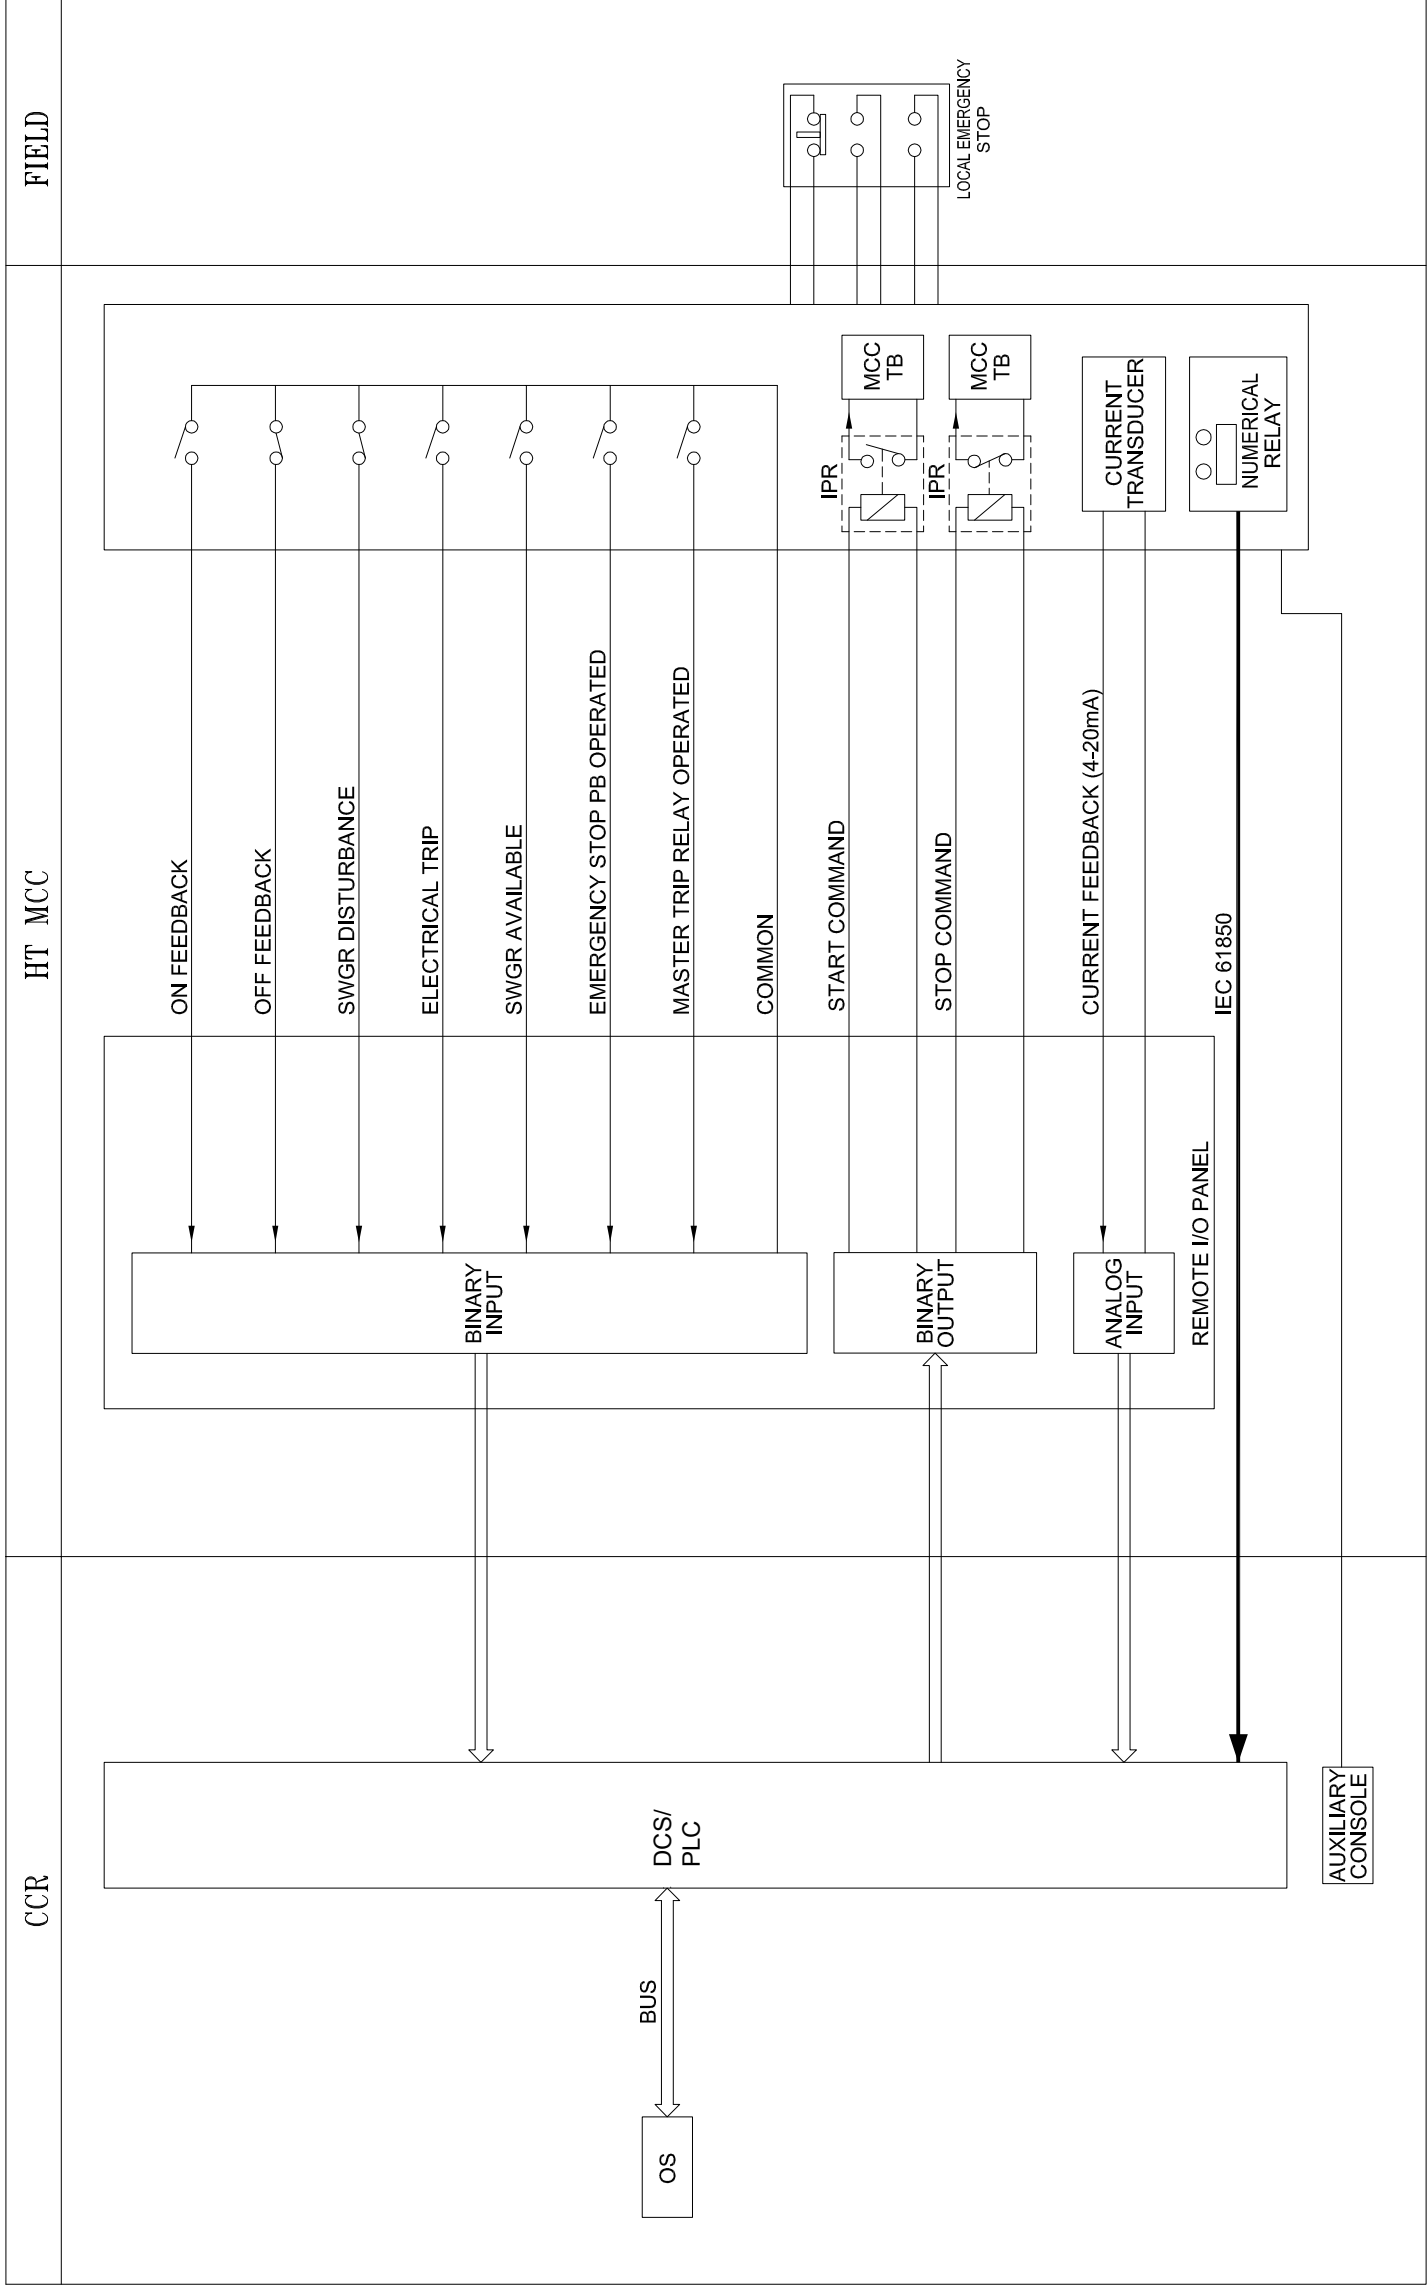 CCR
HT MCC
FIELD
ON FEEDBACK
OFF FEEDBACK
SWGR DISTURBANCE
ELECTRICAL TRIP
SWGR AVAILABLE
EMERGENCY STOP PB OPERATED
MASTER TRIP RELAY OPERATED
COMMON
BINARY
INPUT
OS
BUS
DCS/
PLC
START COMMAND
STOP COMMAND
BINARY
OUTPUT
IPR
MCC
TB
IPR
MCC
TB
LOCAL EMERGENCY
STOP
CURRENT FEEDBACK (4-20mA)
ANALOG
INPUT
CURRENT
TRANSDUCER
REMOTE I/O PANEL
IEC 61850
NUMERICAL
RELAY
AUXILIARY
CONSOLE